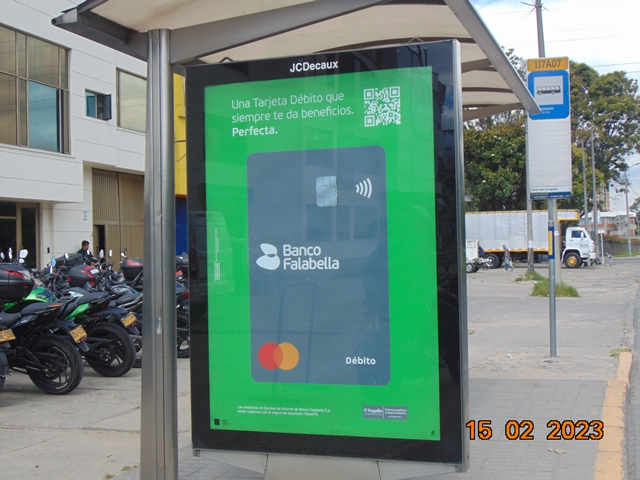 JCDecaux
117A07
Una Tarjeta Débito que
siempre te da beneficios.
Perfecta.
Banco
Falabella
Débito
15 02 2023